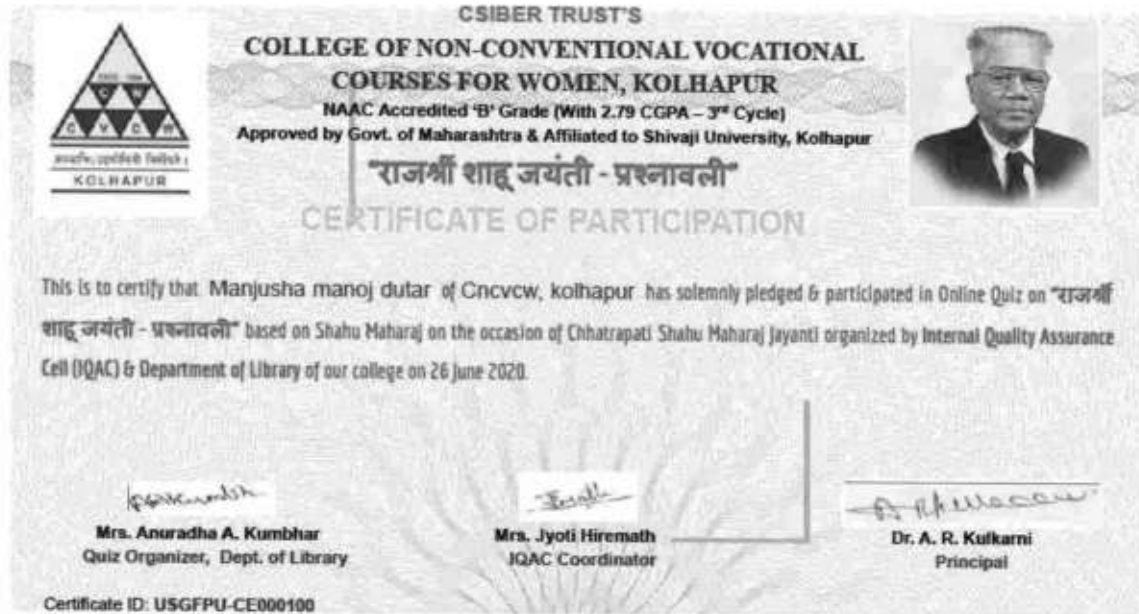 CSIBER TRUST'S
COLLEGE OF NON-CONVENTIONAL VOCATIONAL
COURSES FOR WOMEN, KOLHAPUR
NAAC Accredited 'B' Grade (With 2.79 CGPA – 3rd Cycle)
Approved by Govt. of Maharashtra & Affiliated to Shivaji University, Kolhapur
"राजर्श्री शाहू जयंती - प्रश्नावली"
CERTIFICATE OF PARTICIPATION
C N
C V C W
KOLHAPUR
This is to certify that Manjusha manoj dutar of Cncvcw, kolhapur has solemnly pledged & participated in Online Quiz on "राजर्श्री
शाहू जयंती - प्रश्नावली" based on Shahu Maharaj on the occasion of Chhatrapati Shahu Maharaj Jayanti organized by Internal Quality Assurance
Cell (IQAC) & Department of Library of our college on 26 June 2020.
Mrs. Anuradha A. Kumbhar
Quiz Organizer, Dept. of Library
Mrs. Jyoti Hiremath
IQAC Coordinator
Dr. A. R. Kulkarni
Principal
Certificate ID: USGFPU-CE000100